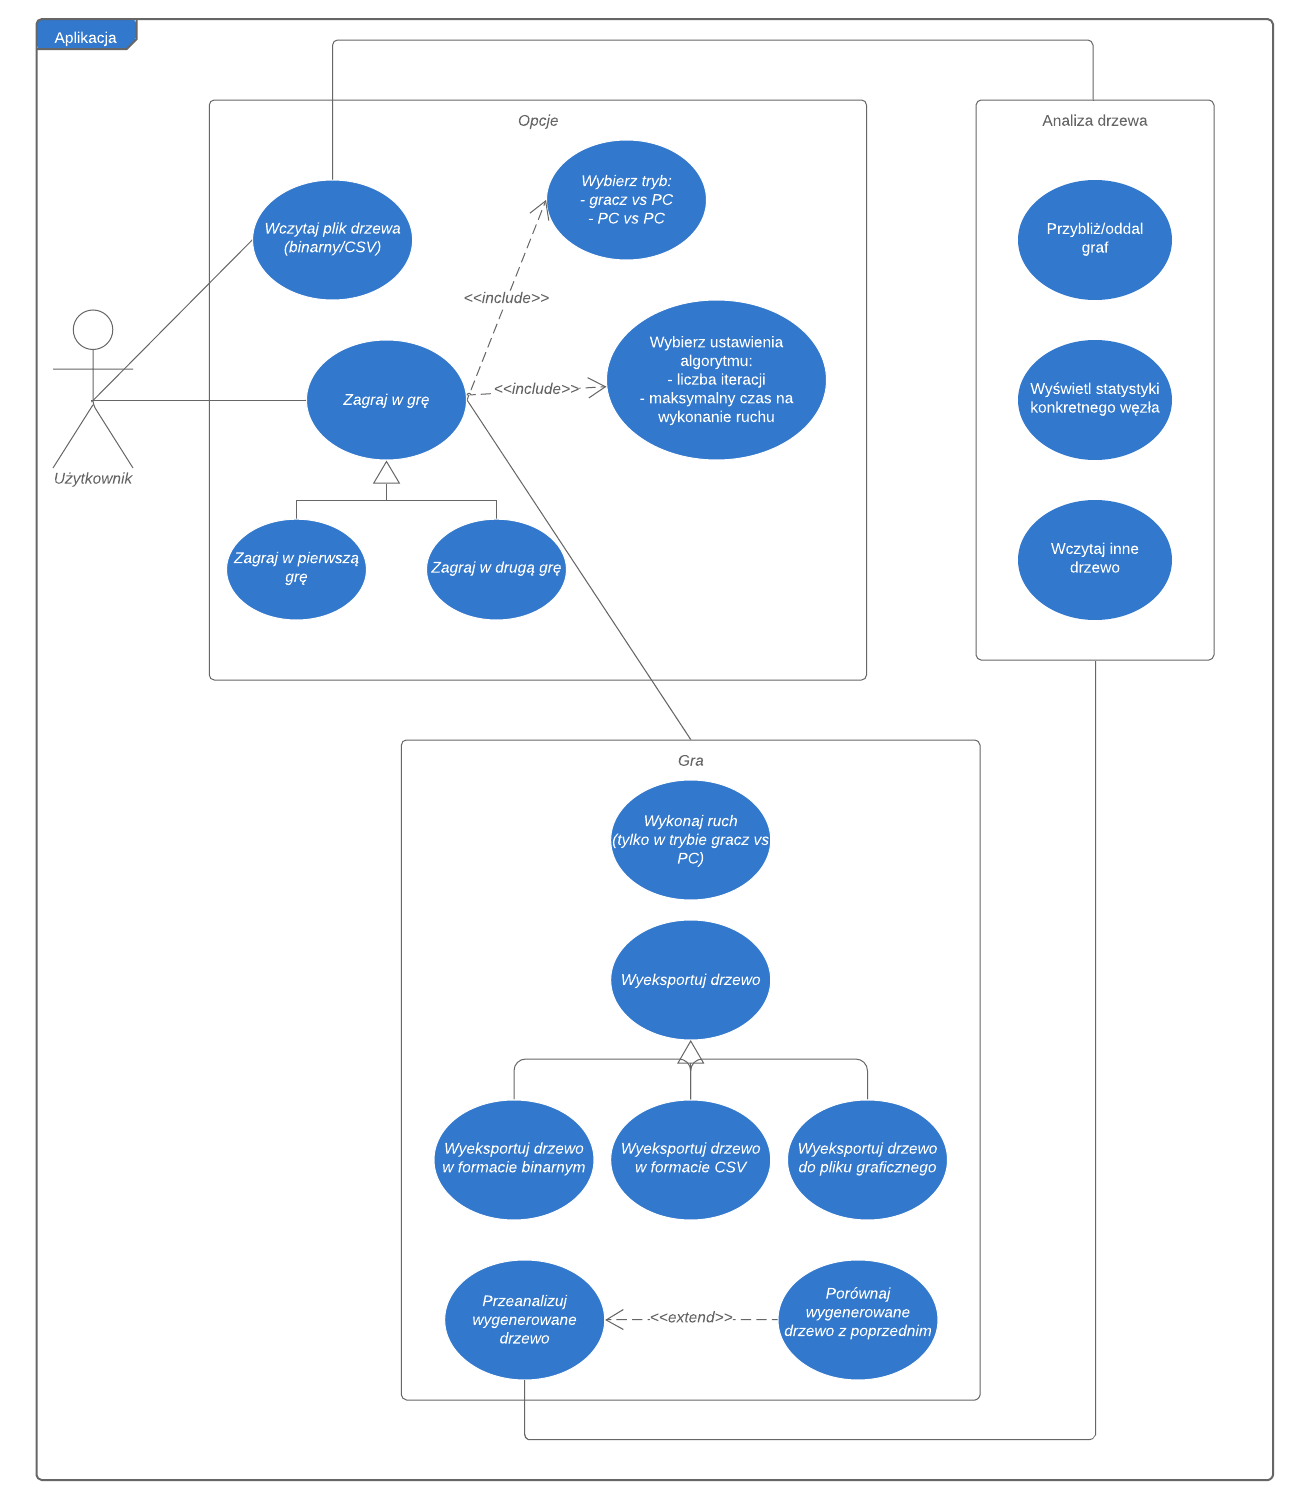 Aplikacja
Opcje
Analiza drzewa
Wybierz tryb:
- gracz vs PC
- PC vs PC
Wczytaj plik drzewa
(binarny/CSV)
Przybliż/oddal
graf
<<include>>
Wybierz ustawienia
algorytmu:
- liczba iteracji
- maksymalny czas na
wykonanie ruchu
<<include>>
Zagraj w grę
Wyświetl statystyki
konkretnego węzła
Użytkownik
Zagraj w pierwszą
grę
Zagraj w drugą grę
Wczytaj inne
drzewo
Gra
Wykonaj ruch
(tylko w trybie gracz vs
PC)
Wyeksportuj drzewo
Wyeksportuj drzewo
w formacie binarnym
Wyeksportuj drzewo
w formacie CSV
Wyeksportuj drzewo
do pliku graficznego
Przeanalizuj
wygenerowane
drzewo
<<extend>>
Porównaj
wygenerowane
drzewo z poprzednim